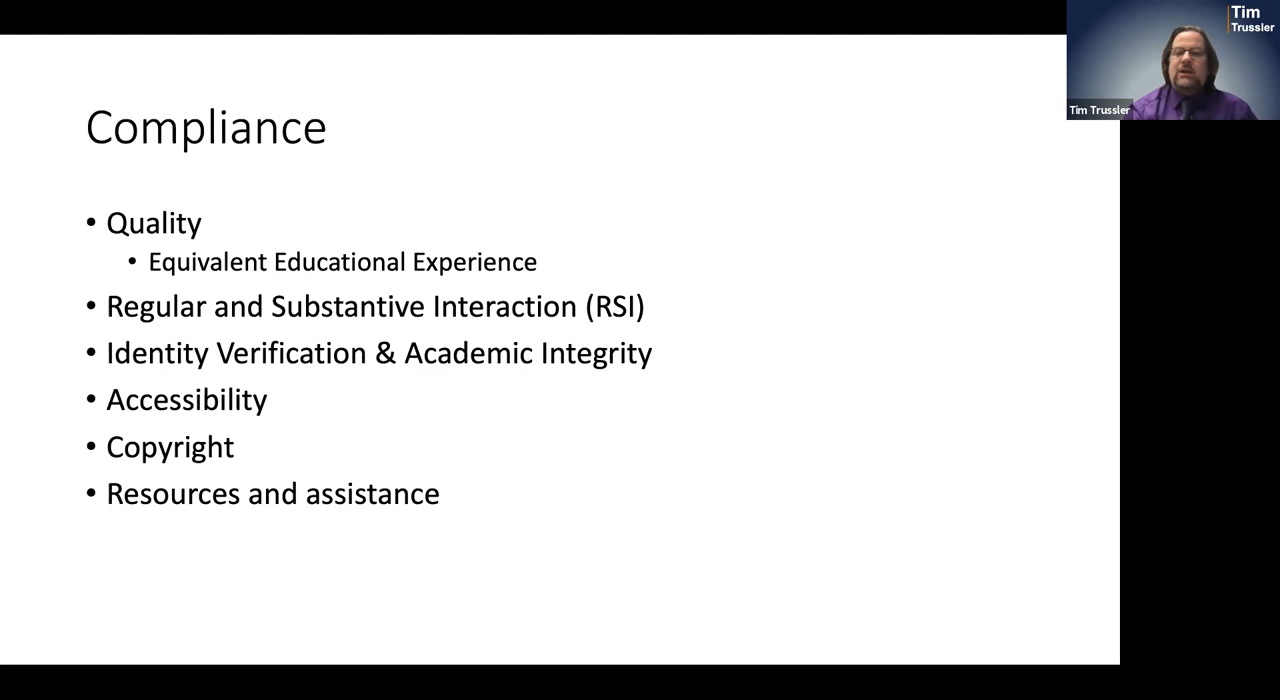 Compliance
• Quality
• Equivalent Educational Experience
• Regular and Substantive Interaction (RSI)
• Identity Verification & Academic Integrity
• Accessibility
• Copyright
• Resources and assistance
Tim
Trussler
Tim Trussler